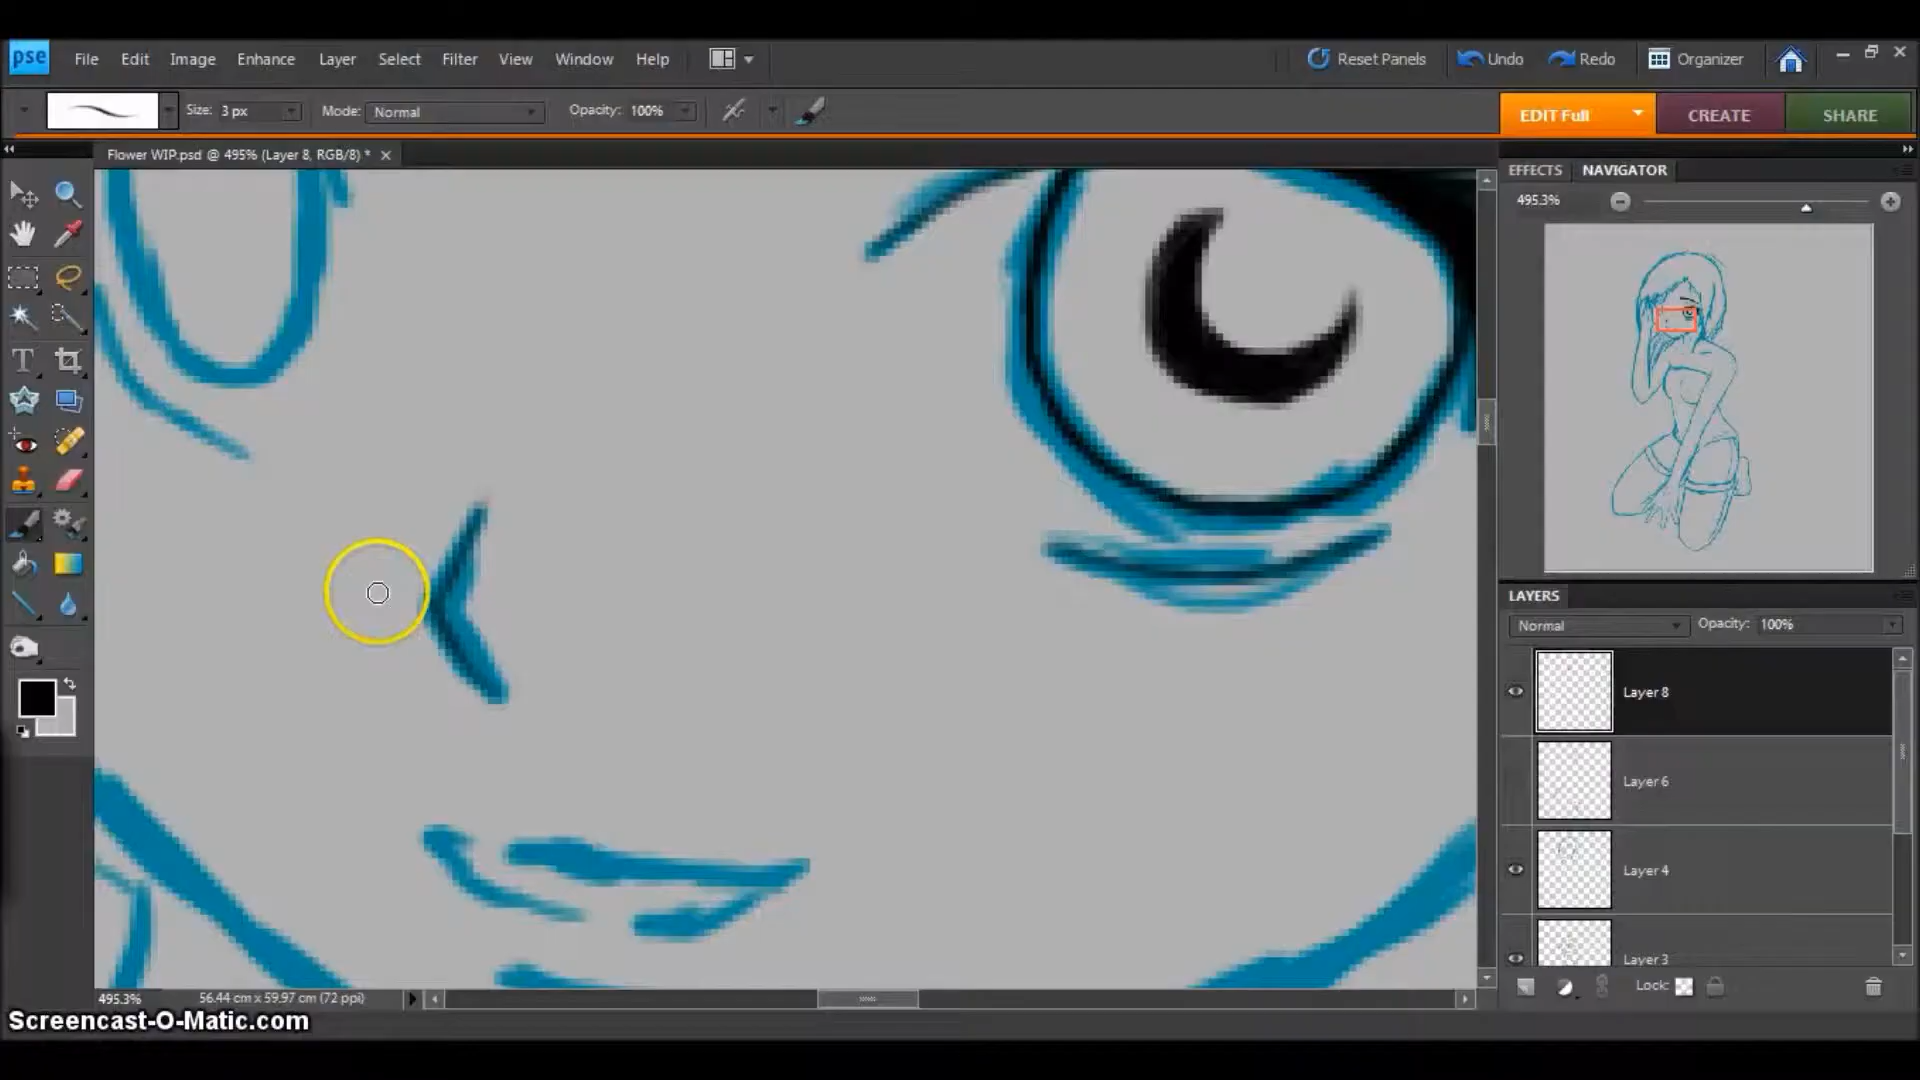 pse File Edit Image Enhance Layer Select Filter View Window Help Reset Panels Undo Redo Organizer
Size: 3 px Mode: Normal Opacity: 100% EDIT Full CREATE SHARE
Flower WIP.psd @ 495% (Layer 8, RGB/8) *
EFFECTS NAVIGATOR
495.3%
LAYERS
Normal Opacity: 100%
Layer 8
Layer 6
Layer 4
Layer 3
Lock:
495.3% 56.44 cm x 59.97 cm (72 ppi)
Screencast-O-Matic.com